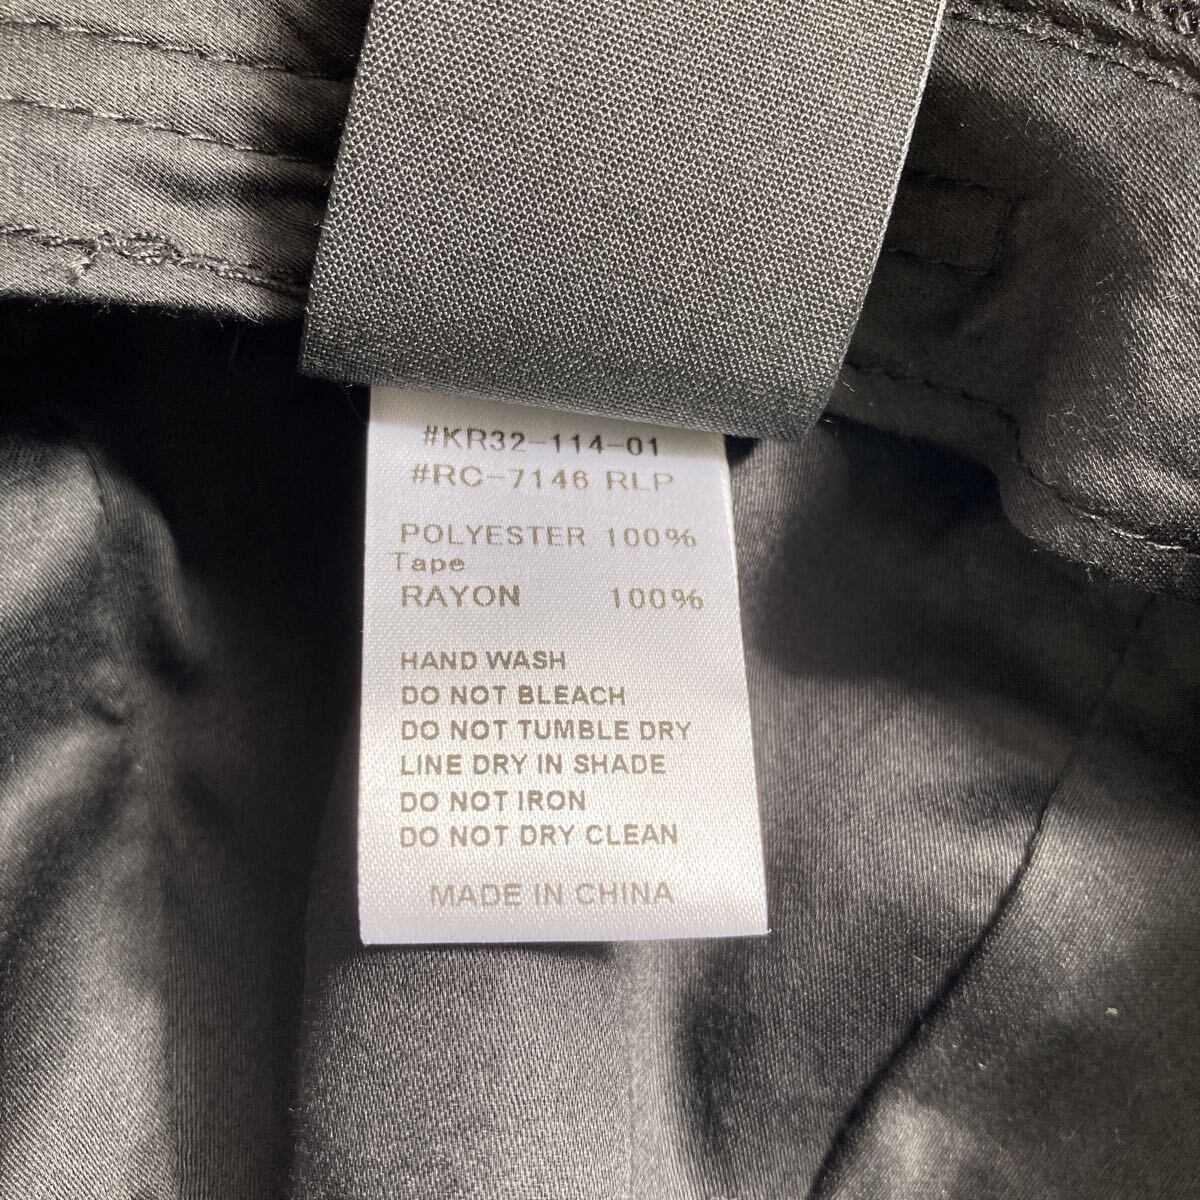 #KR32-114-01
#RC-7146 RLP
POLYESTER 100%
Tape
RAYON 100%
HAND WASH
DO NOT BLEACH
DO NOT TUMBLE DRY
LINE DRY IN SHADE
DO NOT IRON
DO NOT DRY CLEAN
MADE IN CHINA